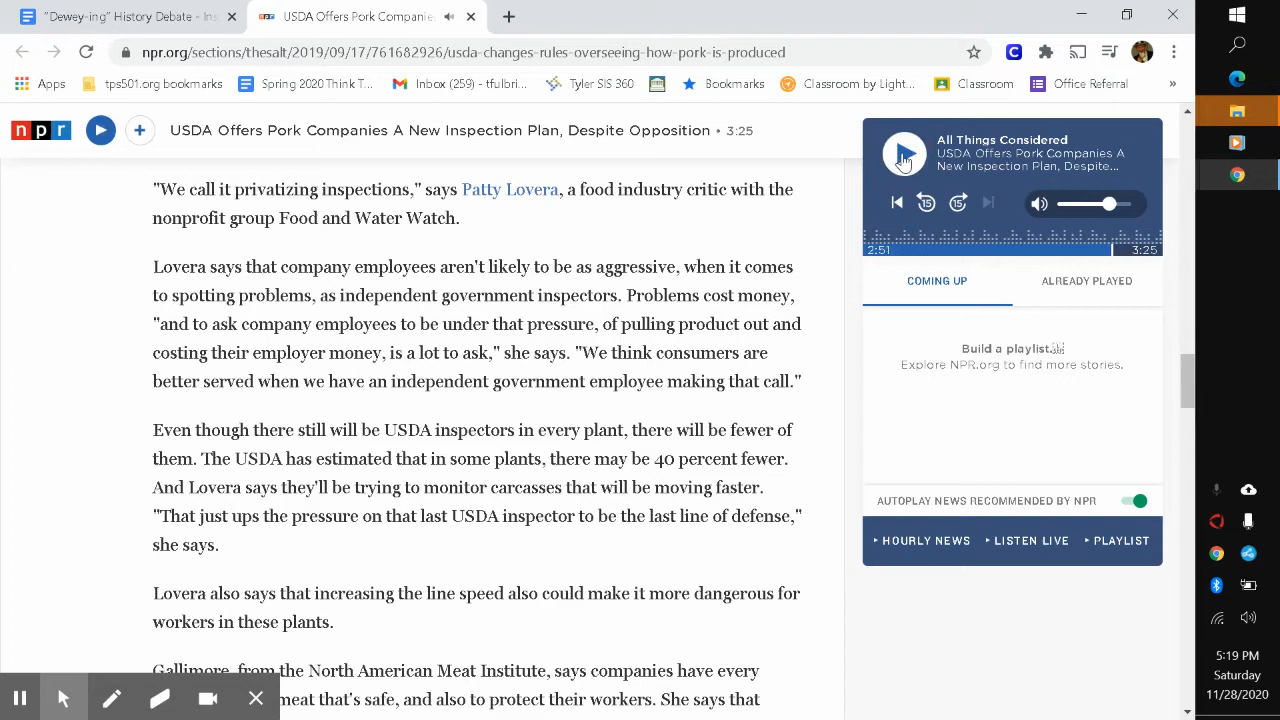 "Dewey-ing" History Debate - Ins
USDA Offers Pork Companies
npr.org/sections/thesalt/2019/09/17/761682920/usda-changes-rules-overseeing-how-pork-is-produced
Apps
tps501.org bookmarks
Spring 2020 Think T...
Inbox (259) - tfulbri...
Tyler SIS 360
Bookmarks
Classroom by Light...
Classroom
Office Referral
»
npr
USDA Offers Pork Companies A New Inspection Plan, Despite Opposition • 3:25
"We call it privatizing inspections," says Patty Lovera, a food industry critic with the
nonprofit group Food and Water Watch.
Lovera says that company employees aren't likely to be as aggressive, when it comes
to spotting problems, as independent government inspectors. Problems cost money,
"and to ask company employees to be under that pressure, of pulling product out and
costing their employer money, is a lot to ask," she says. "We think consumers are
better served when we have an independent government employee making that call."
Even though there still will be USDA inspectors in every plant, there will be fewer of
them. The USDA has estimated that in some plants, there may be 40 percent fewer.
And Lovera says they'll be trying to monitor carcasses that will be moving faster.
"That just ups the pressure on that last USDA inspector to be the last line of defense,"
she says.
Lovera also says that increasing the line speed also could make it more dangerous for
workers in these plants.
Gallimore, from the North American Meat Institute, says companies have every
meat that's safe, and also to protect their workers. She says that
All Things Considered
USDA Offers Pork Companies A
New Inspection Plan, Despite...
15
15
2:51
3:25
COMING UP
ALREADY PLAYED
Build a playlist.
Explore NPR.org to find more stories.
AUTOPLAY NEWS RECOMMENDED BY NPR
HOURLY NEWS
LISTEN LIVE
PLAYLIST
5:19 PM
Saturday
11/28/2020